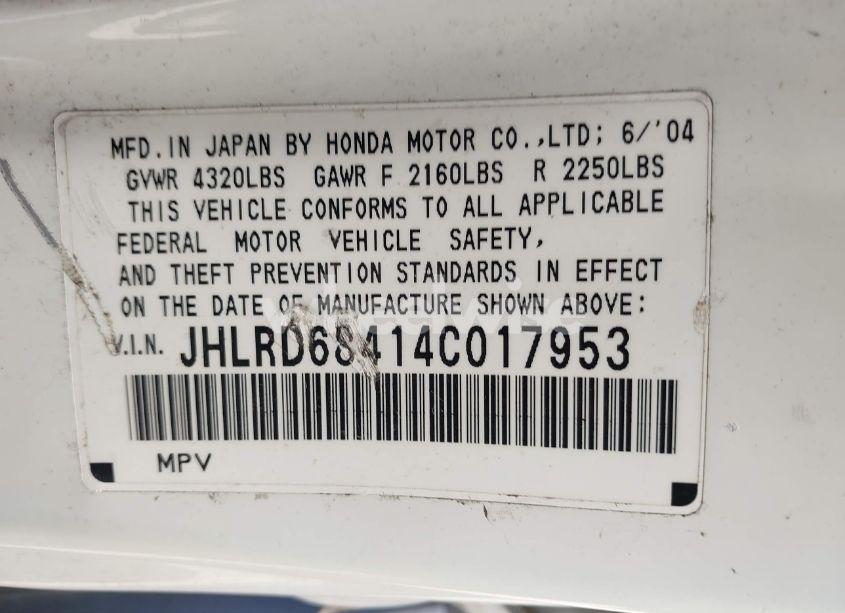 MFD. IN JAPAN BY HONDA MOTOR CO.,LTD; 6/'04
GVWR 4320LBS GAWR F 2160LBS R 2250LBS
THIS VEHICLE CONFORMS TO ALL APPLICABLE
FEDERAL MOTOR VEHICLE SAFETY,
AND THEFT PREVENTION STANDARDS IN EFFECT
ON THE DATE OF MANUFACTURE SHOWN ABOVE:
V.I.N. JHLRD68414C017953
MPV